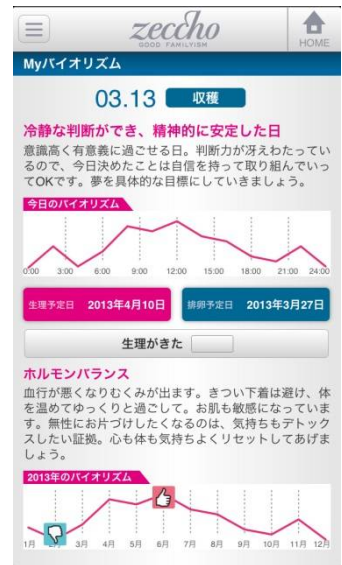 zeccho
GOOD FAMILYISM
HOME
Myバイオリズム
03.13 収穫
冷静な判断ができ、精神的に安定した日
意識高く有意義に過ごせる日。判断力が冴えわたってい
るので、今日決めたことは自信を持って取り組んでいっ
てOKです。夢を具体的な目標にしていきましょう。
今日のバイオリズム
0:00 3:00 6:00 9:00 12:00 15:00 18:00 21:00 24:00
生理予定日 2013年4月10日 排卵予定日 2013年3月27日
生理がきた
ホルモンバランス
血行が悪くなりむくみが出ます。きつい下着は避け、体
を温めてゆっくりと過ごして。お肌も敏感になっていま
す。無性にお片づけしたくなるのは、気持ちもデトック
スしたい証拠。心も体も気持ちよくリセットしてあげま
しょう。
2013年のバイオリズム
1月 2月 3月 4月 5月 6月 7月 8月 9月 10月 11月 12月